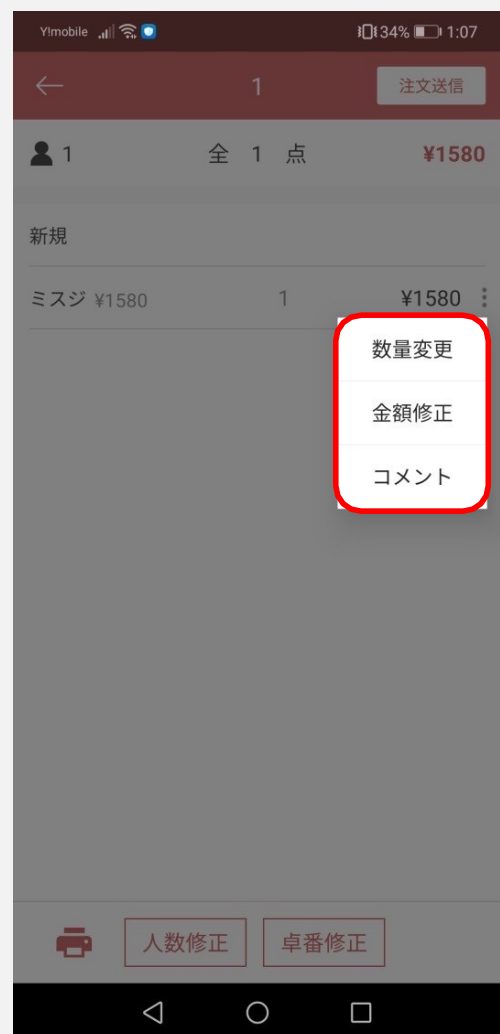 Y!mobile 34% 1:07
1 注文送信
1 全 1 点 ¥1580
新規
ミスジ ¥1580 1 ¥1580
数量変更
金額修正
コメント
人数修正 卓番修正